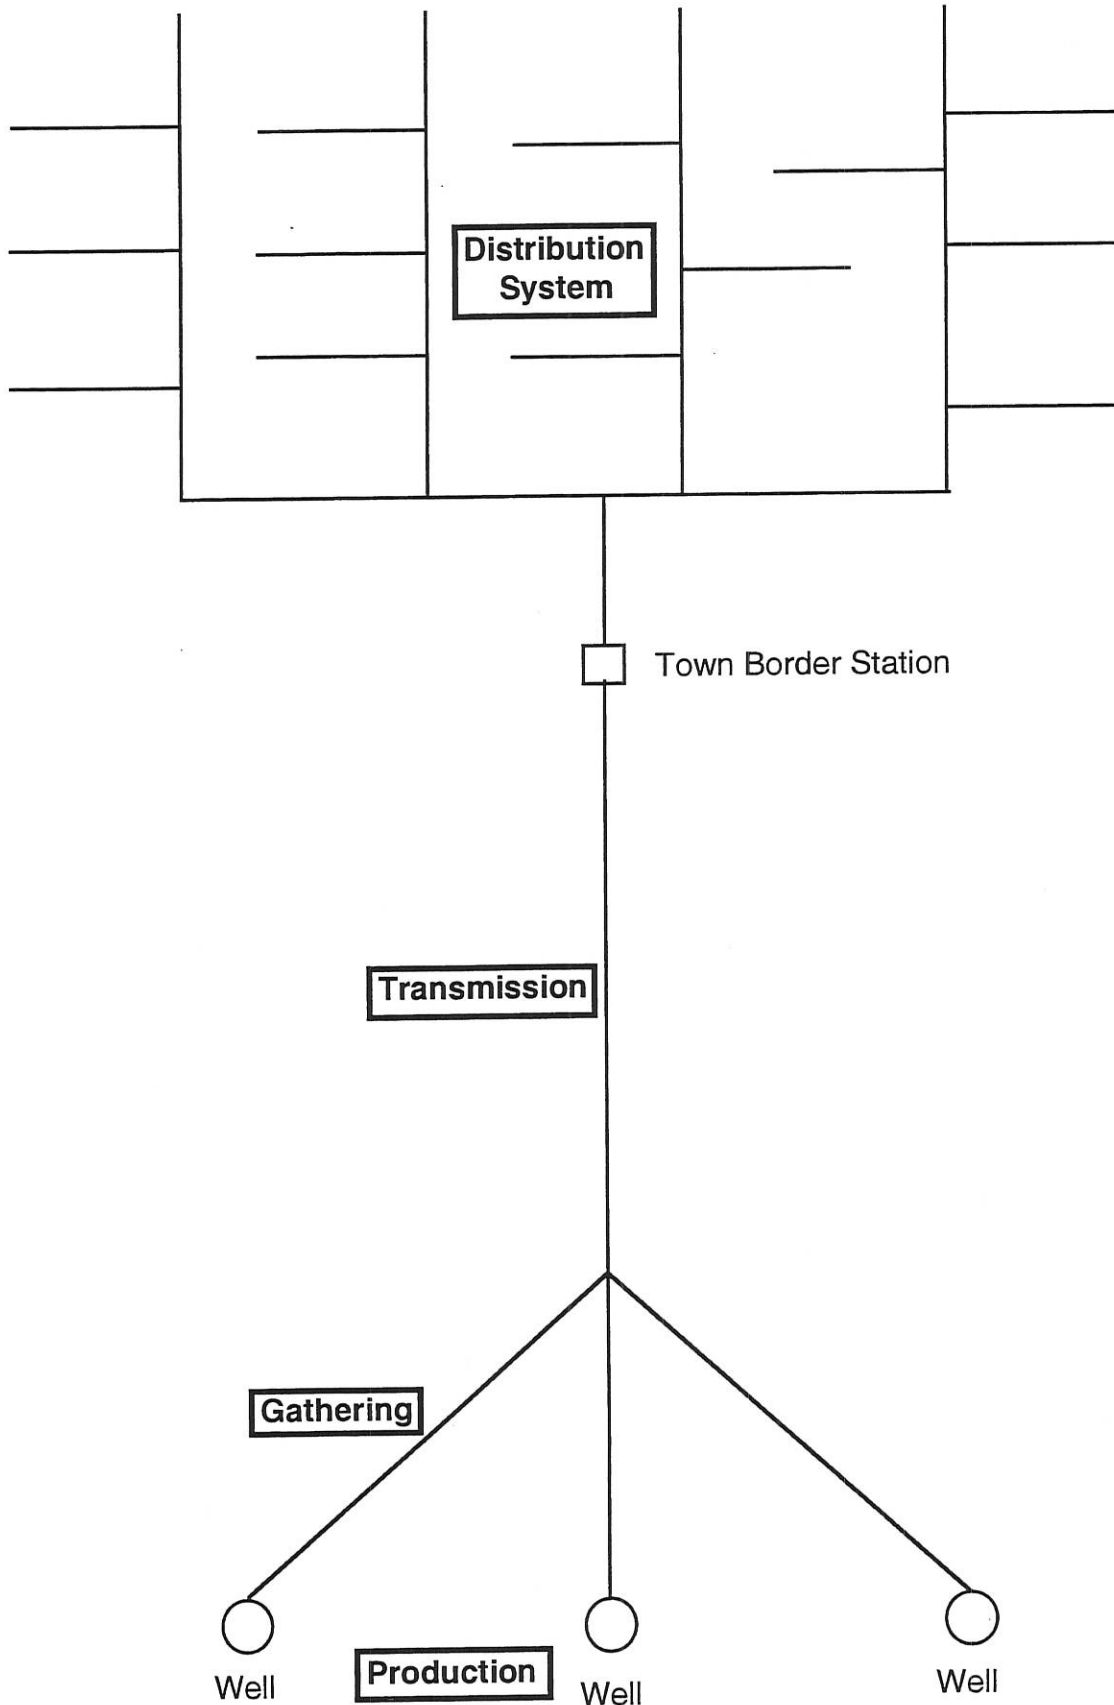 Distribution
System
Town Border Station
Transmission
Gathering
Well
Production
Well
Well